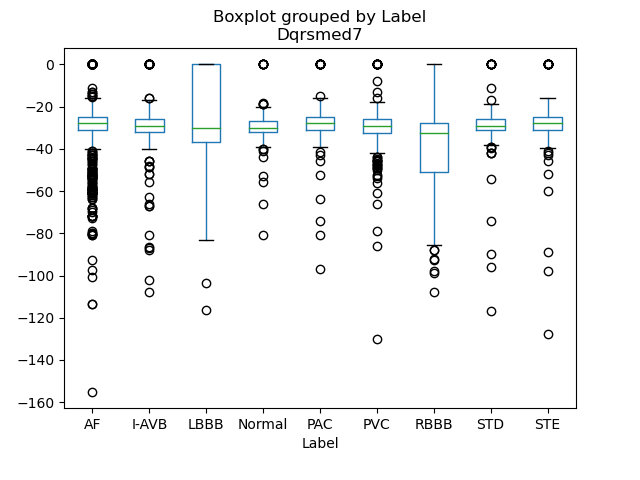 Boxplot grouped by Label
Dqrsmed7
0
−20
−40
−60
−80
−100
−120
−140
−160
AF I-AVB LBBB Normal PAC PVC RBBB STD STE
Label